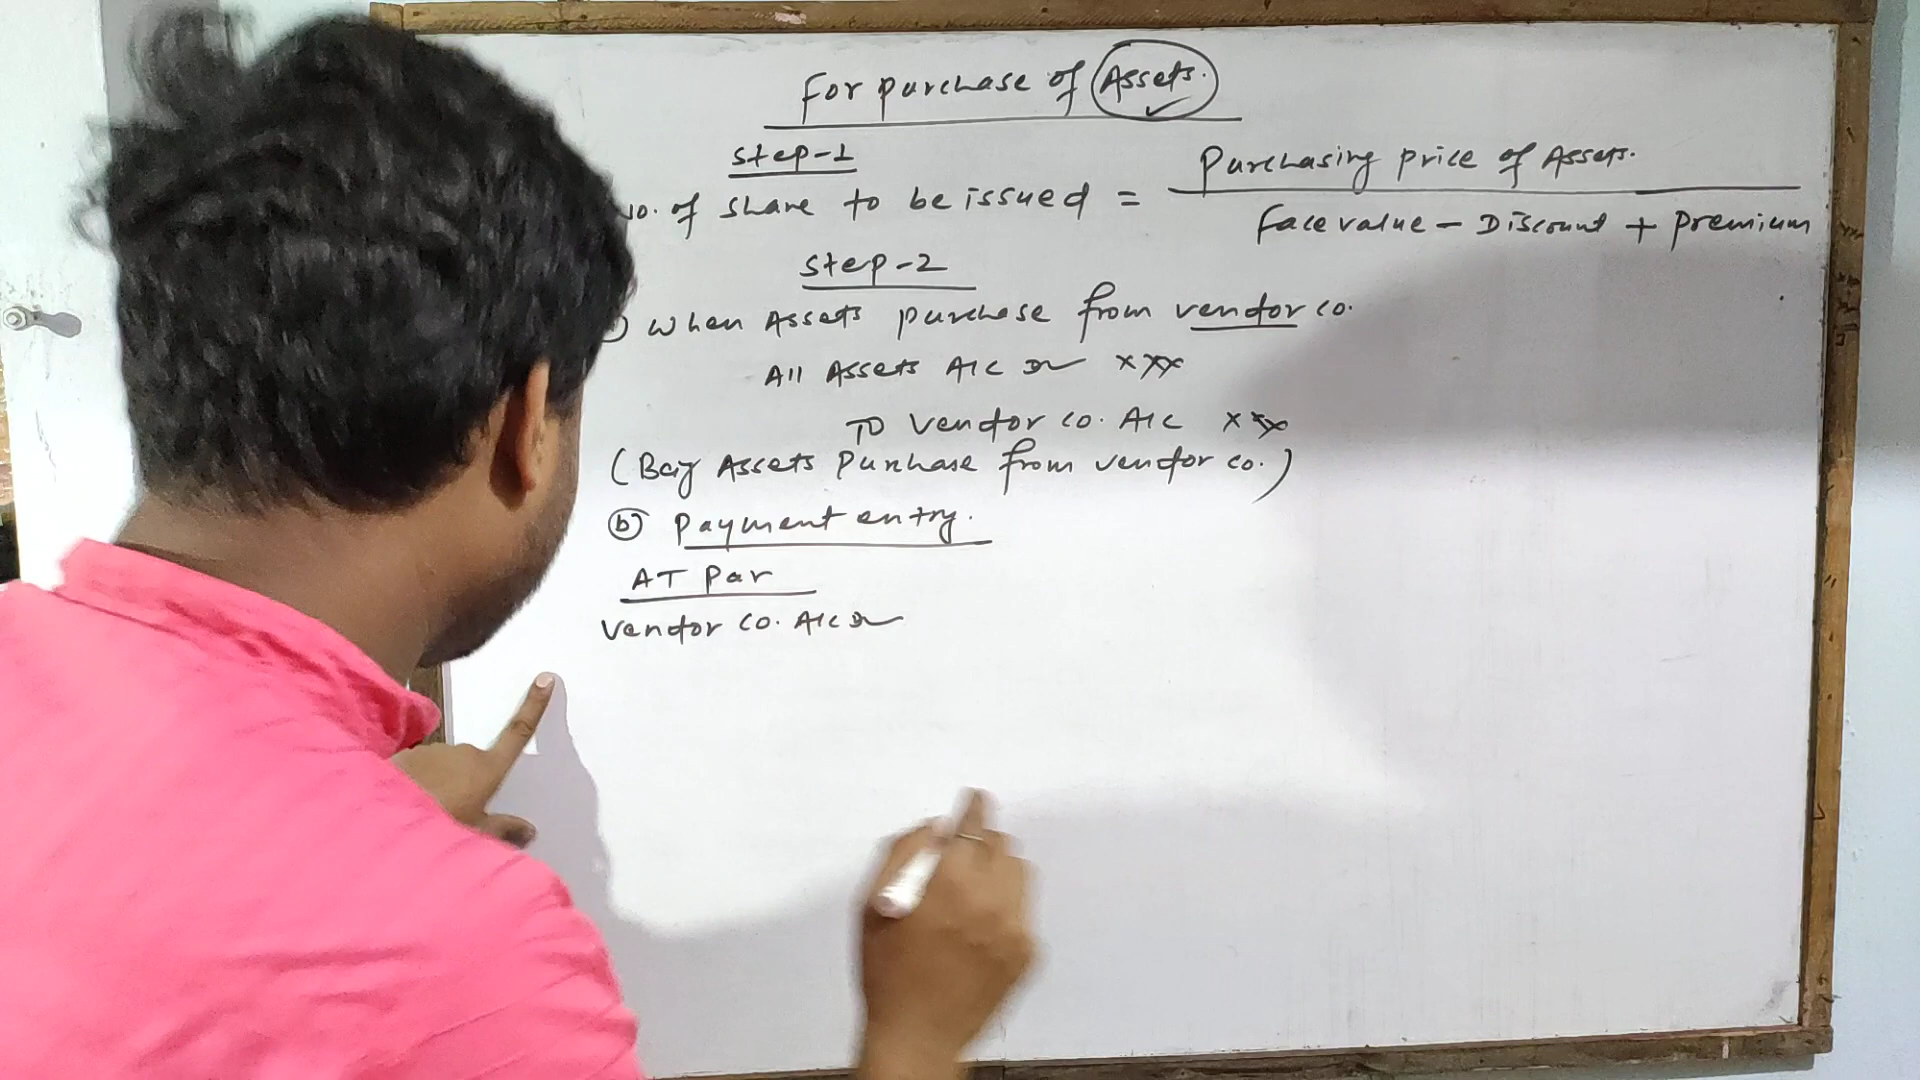 For purchase of Assets.
Step-1
No. of share to be issued = Purchasing price of Assets.
Face value - Discount + Premium
Step-2
When Assets purchase from vendor co.
All Assets A/c Dr xxx
To Vendor co. A/c xxx
(Being Assets Purchase from vendor co.)
(b) Payment entry.
AT Par
Vendor co. A/c Dr